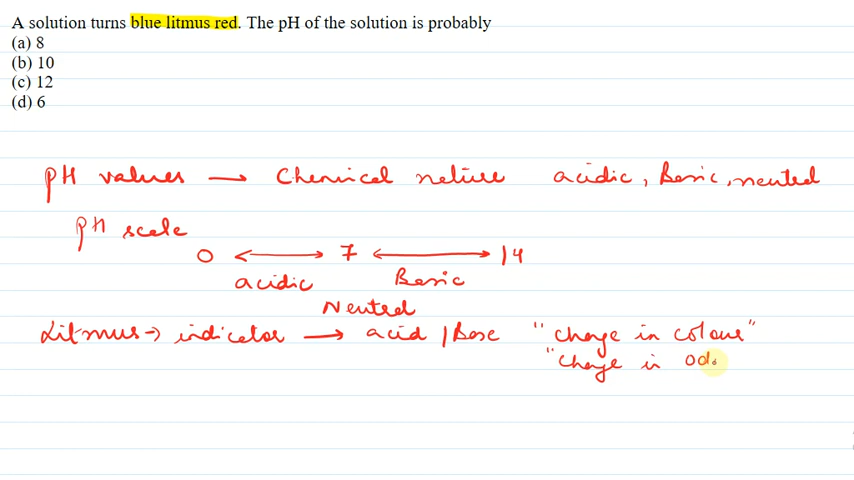 A solution turns blue litmus red. The pH of the solution is probably
(a) 8
(b) 10
(c) 12
(d) 6
pH values → Chemical nature acidic, Basic, neutral
pH scale
0 ↔ 7 ↔ 14
acidic Basic
Neutral
Litmus → indicator → acid / Base "change in colour"
"change in odo